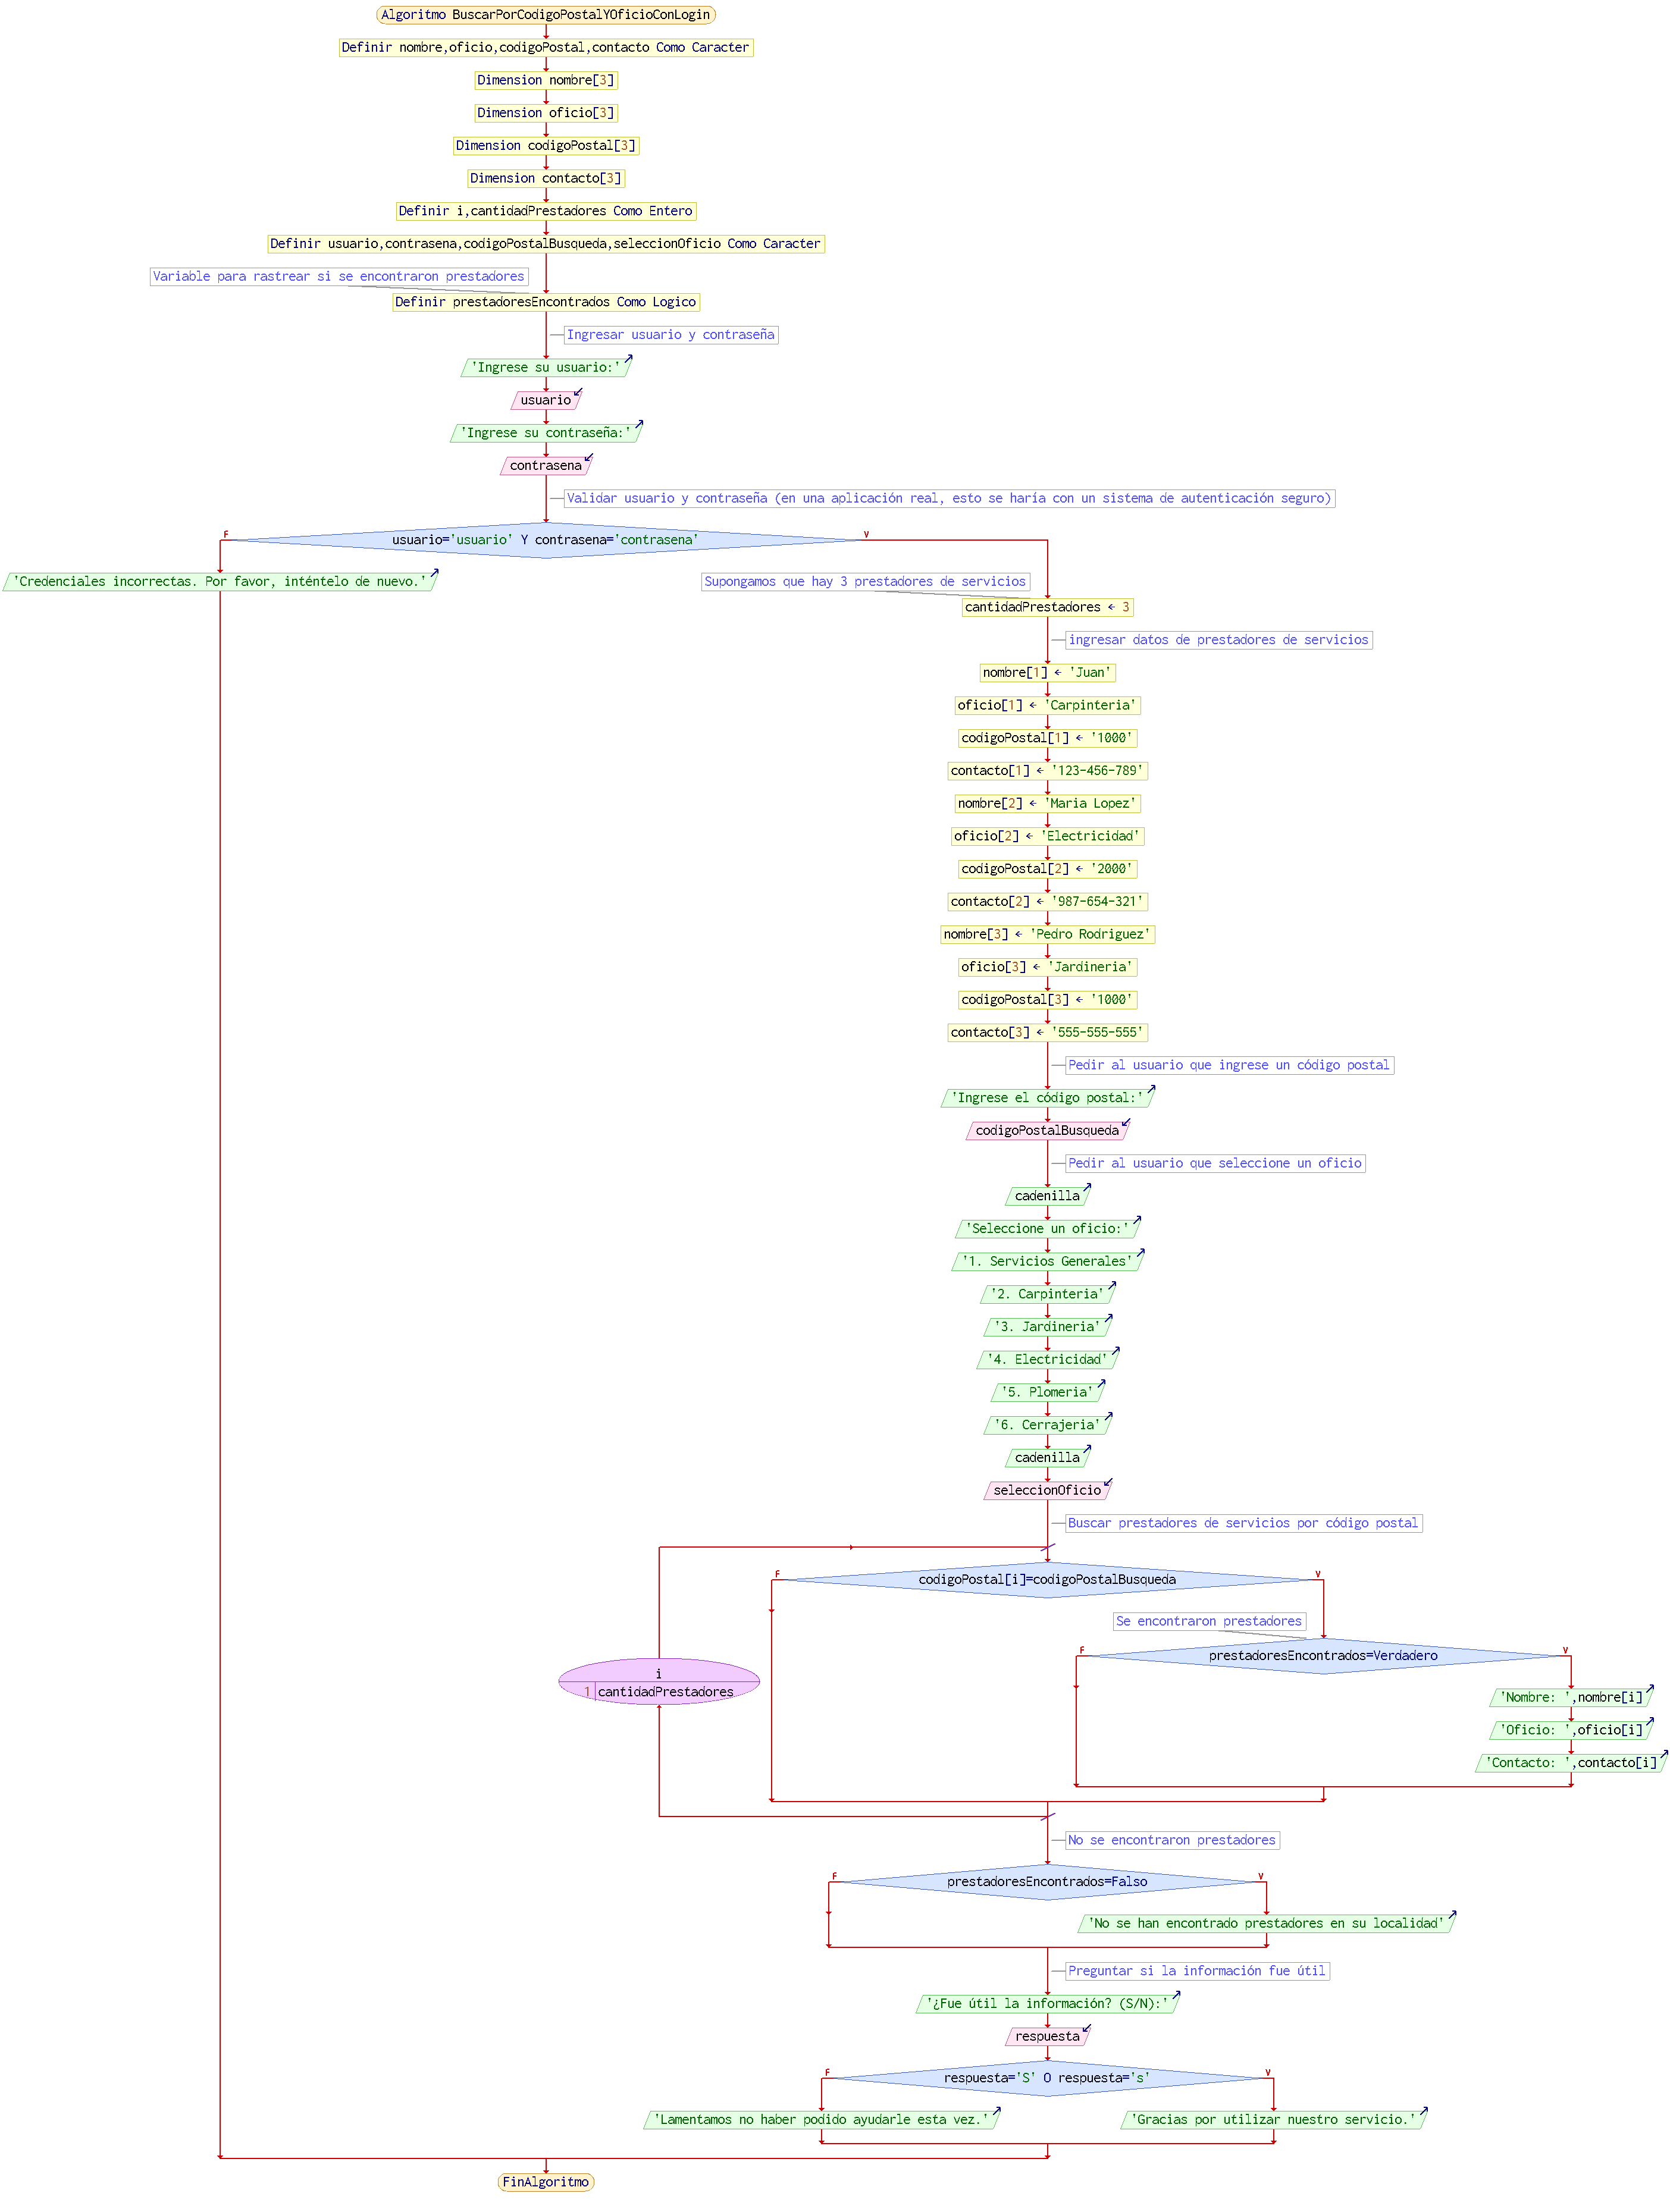 Algoritmo BuscarPorCodigoPostalYOficioConLogin
Definir nombre,oficio,codigoPostal,contacto Como Caracter
Dimension nombre[3]
Dimension oficio[3]
Dimension codigoPostal[3]
Dimension contacto[3]
Definir i,cantidadPrestadores Como Entero
Definir usuario,contrasena,codigoPostalBusqueda,seleccionOficio Como Caracter
Variable para rastrear si se encontraron prestadores
Definir prestadoresEncontrados Como Logico
Ingresar usuario y contraseña
'Ingrese su usuario:'
usuario
'Ingrese su contraseña:'
contrasena
Validar usuario y contraseña (en una aplicación real, esto se haría con un sistema de autenticación seguro)
F
V
usuario='usuario' Y contrasena='contrasena'
'Credenciales incorrectas. Por favor, inténtelo de nuevo.'
Supongamos que hay 3 prestadores de servicios
cantidadPrestadores ← 3
ingresar datos de prestadores de servicios
nombre[1] ← 'Juan'
oficio[1] ← 'Carpinteria'
codigoPostal[1] ← '1000'
contacto[1] ← '123-456-789'
nombre[2] ← 'Maria Lopez'
oficio[2] ← 'Electricidad'
codigoPostal[2] ← '2000'
contacto[2] ← '987-654-321'
nombre[3] ← 'Pedro Rodriguez'
oficio[3] ← 'Jardineria'
codigoPostal[3] ← '1000'
contacto[3] ← '555-555-555'
Pedir al usuario que ingrese un código postal
'Ingrese el código postal:'
codigoPostalBusqueda
Pedir al usuario que seleccione un oficio
cadenilla
'Seleccione un oficio:'
'1. Servicios Generales'
'2. Carpinteria'
'3. Jardineria'
'4. Electricidad'
'5. Plomeria'
'6. Cerrajeria'
cadenilla
seleccionOficio
Buscar prestadores de servicios por código postal
F
V
codigoPostal[i]=codigoPostalBusqueda
Se encontraron prestadores
F
V
prestadoresEncontrados=Verdadero
i
1 cantidadPrestadores
'Nombre: ',nombre[i]
'Oficio: ',oficio[i]
'Contacto: ',contacto[i]
No se encontraron prestadores
F
V
prestadoresEncontrados=Falso
'No se han encontrado prestadores en su localidad'
Preguntar si la información fue útil
'¿Fue útil la información? (S/N):'
respuesta
F
V
respuesta='S' O respuesta='s'
'Lamentamos no haber podido ayudarle esta vez.'
'Gracias por utilizar nuestro servicio.'
FinAlgoritmo